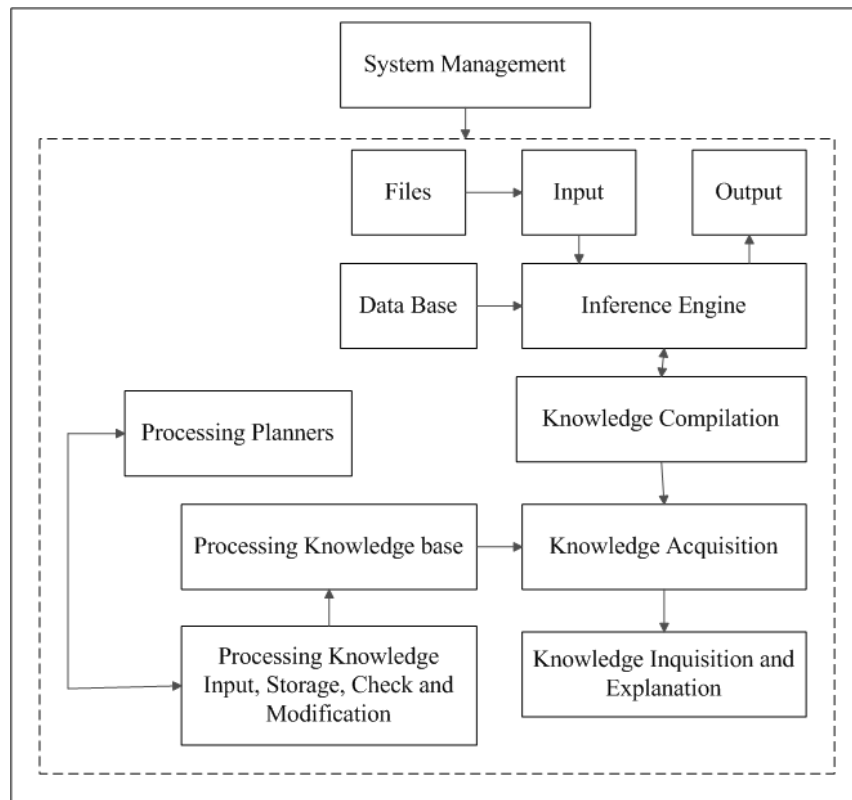 System Management
Files
Input
Output
Data Base
Inference Engine
Processing Planners
Knowledge Compilation
Processing Knowledge base
Knowledge Acquisition
Processing Knowledge
Input, Storage, Check and
Modification
Knowledge Inquisition and
Explanation